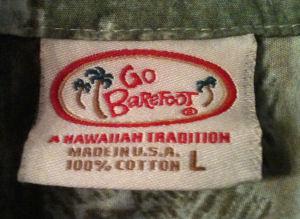 GO
BAREFOOT®
A HAWAIIAN TRADITION
MADE IN U.S.A.
100% COTTON L